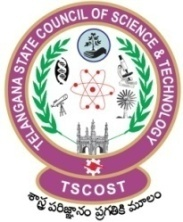 TELANGANA STATE COUNCIL OF SCIENCE & TECHNOLOGY
TSCOST
శాస్త్ర పరిజ్ఞానం ప్రగతికి మూలం